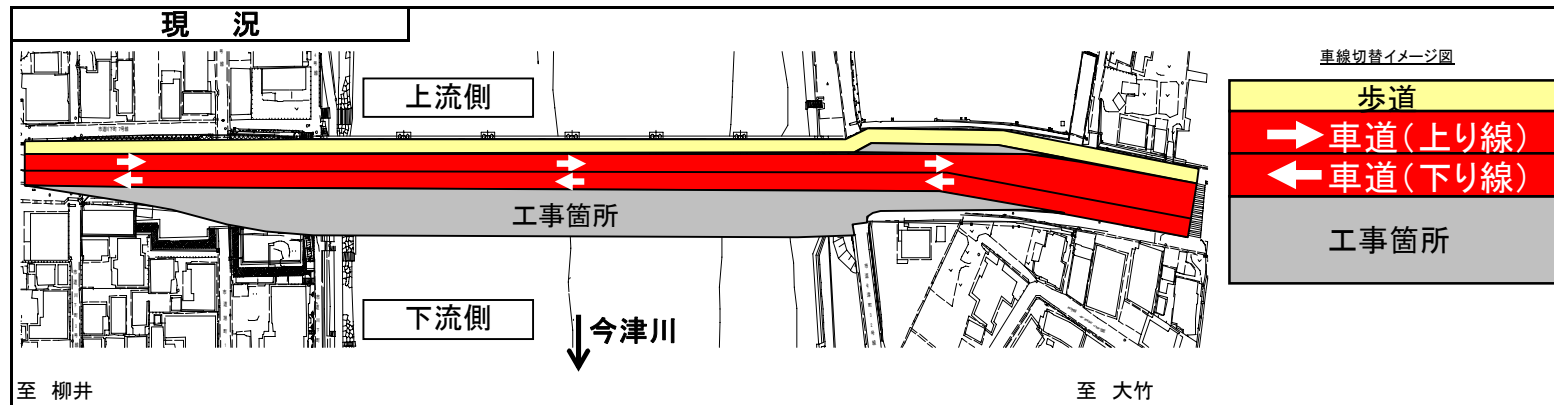 現　況
車線切替イメージ図
上流側
歩道
車道（上り線）
車道（下り線）
工事箇所
工事箇所
下流側
今津川
至 柳井
至 大竹